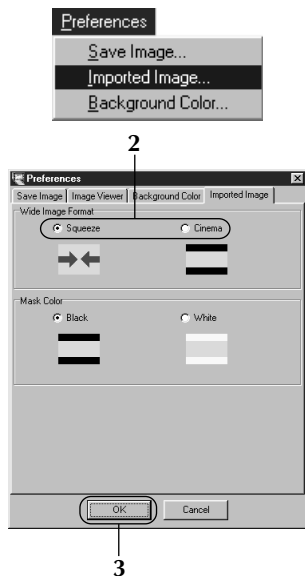 Preferences
Save Image...
Imported Image...
Background Color...
2
Preferences
Save Image Image Viewer Background Color Imported Image
Wide Image Format
Squeeze Cinema
Mask Color
Black White
OK Cancel
3